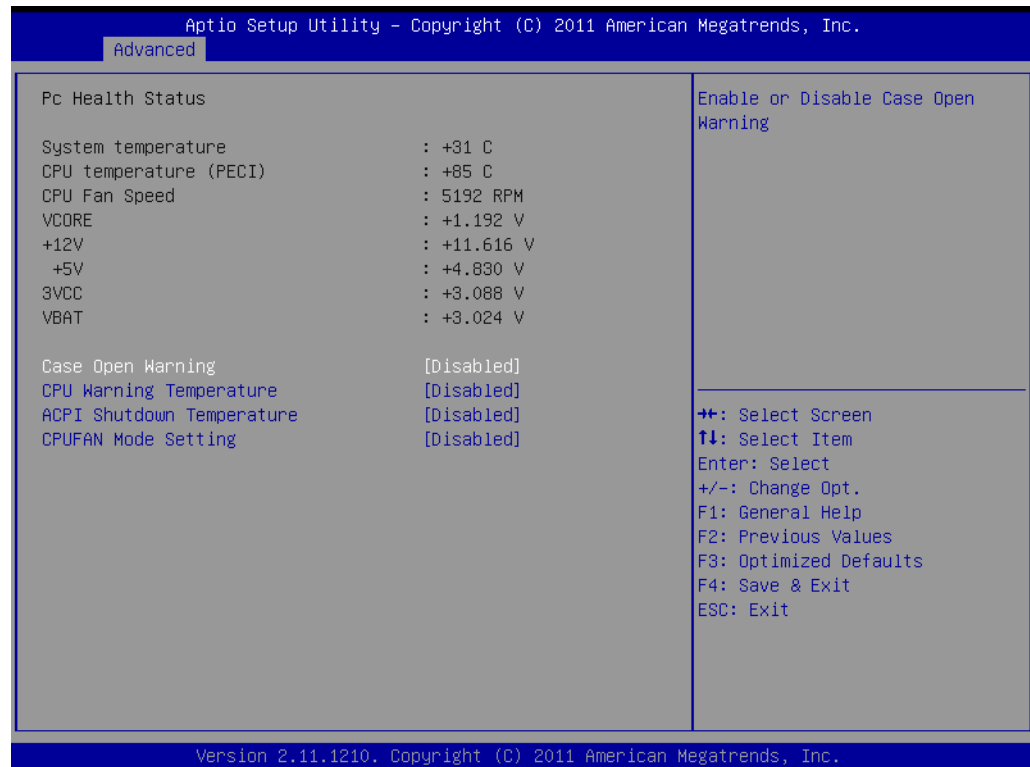 Aptio Setup Utility – Copyright (C) 2011 American Megatrends, Inc.
Advanced
Pc Health Status
System temperature : +31 C
CPU temperature (PECI) : +85 C
CPU Fan Speed : 5192 RPM
VCORE : +1.192 V
+12V : +11.616 V
+5V : +4.830 V
3VCC : +3.088 V
VBAT : +3.024 V
Case Open Warning [Disabled]
CPU Warning Temperature [Disabled]
ACPI Shutdown Temperature [Disabled]
CPUFAN Mode Setting [Disabled]
Enable or Disable Case Open
Warning
→←: Select Screen
↑↓: Select Item
Enter: Select
+/-: Change Opt.
F1: General Help
F2: Previous Values
F3: Optimized Defaults
F4: Save & Exit
ESC: Exit
Version 2.11.1210. Copyright (C) 2011 American Megatrends, Inc.